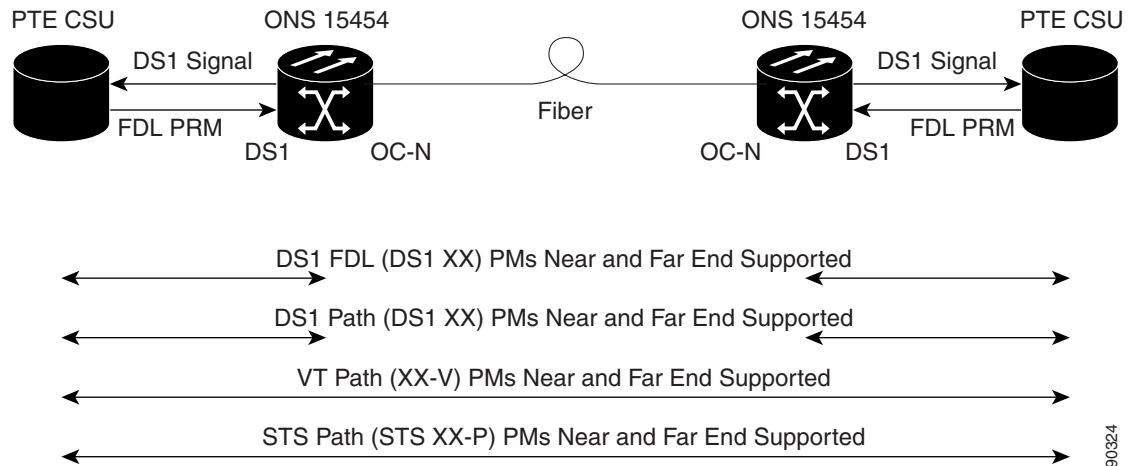 PTE CSU
ONS 15454
ONS 15454
PTE CSU
DS1 Signal
DS1 Signal
Fiber
FDL PRM
FDL PRM
DS1
OC-N
OC-N
DS1
DS1 FDL (DS1 XX) PMs Near and Far End Supported
DS1 Path (DS1 XX) PMs Near and Far End Supported
VT Path (XX-V) PMs Near and Far End Supported
STS Path (STS XX-P) PMs Near and Far End Supported
90324